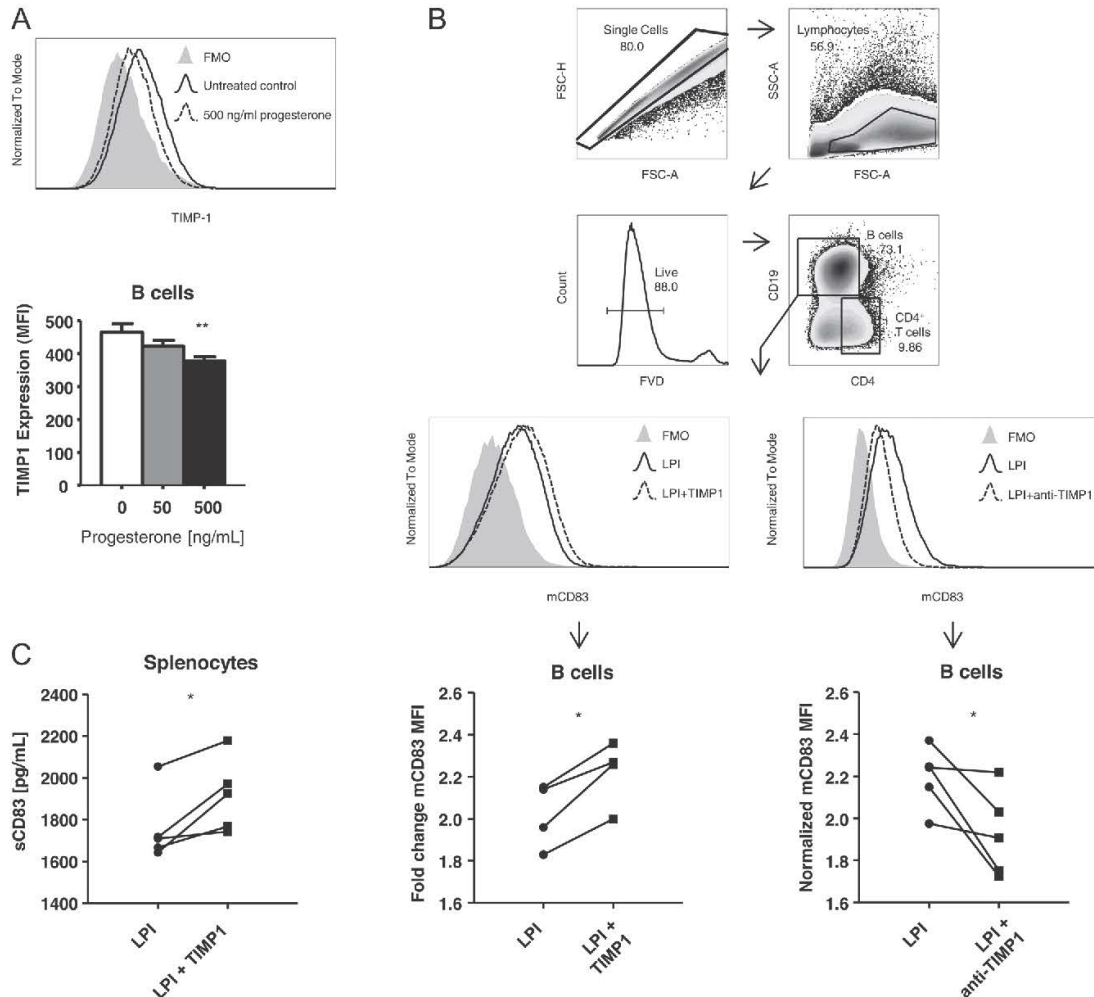 A
FMO
Untreated control
500 ng/ml progesterone
Normalized To Mode
TIMP-1
B cells
TIMP1 Expression (MFI)
500
400
300
200
100
0
**
0 50 500
Progesterone [ng/mL]
B
Single Cells
80.0
FSC-H
FSC-A
Lymphocytes
56.9
SSC-A
FSC-A
Live
88.0
Count
FVD
B cells
73.1
CD4+
T cells
9.86
CD19
CD4
FMO
LPI
LPI+TIMP1
Normalized To Mode
mCD83
FMO
LPI
LPI+anti-TIMP1
Normalized To Mode
mCD83
C
Splenocytes
*
sCD83 [pg/mL]
2400
2200
2000
1800
1600
1400
LPI
LPI + TIMP1
B cells
*
Fold change mCD83 MFI
2.6
2.4
2.2
2.0
1.8
1.6
LPI
LPI +
TIMP1
B cells
*
Normalized mCD83 MFI
2.6
2.4
2.2
2.0
1.8
1.6
LPI
LPI +
anti-TIMP1